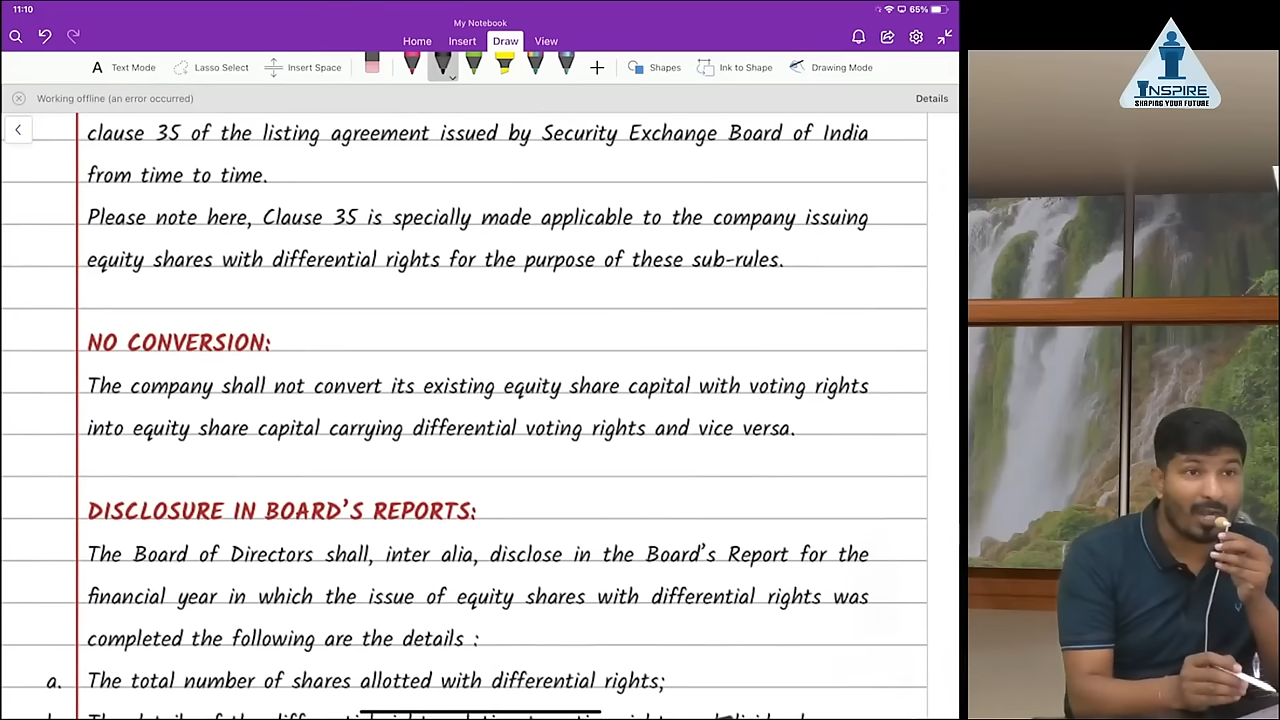 11:10
65%
My Notebook
Home Insert Draw View
Text Mode Lasso Select Insert Space Shapes Ink to Shape Drawing Mode
Working offline (an error occurred) Details
clause 35 of the listing agreement issued by Security Exchange Board of India
from time to time.
Please note here, Clause 35 is specially made applicable to the company issuing
equity shares with differential rights for the purpose of these sub-rules.
NO CONVERSION:
The company shall not convert its existing equity share capital with voting rights
into equity share capital carrying differential voting rights and vice versa.
DISCLOSURE IN BOARD'S REPORTS:
The Board of Directors shall, inter alia, disclose in the Board's Report for the
financial year in which the issue of equity shares with differential rights was
completed the following are the details :
a. The total number of shares allotted with differential rights;
INSPIRE
SHAPING YOUR FUTURE